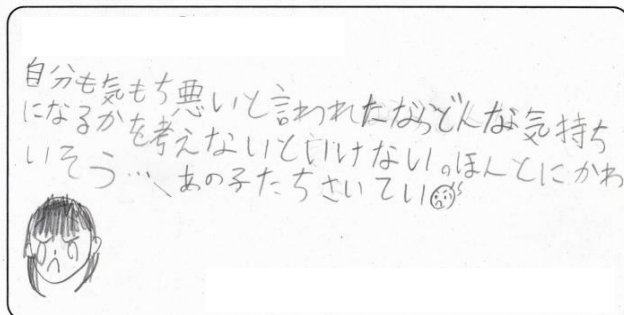 自分も気もち悪いと言われたならどんな気持ち
になるかを考えないといけない。ほんとにかわ
いそう…、あの子たちさいてい